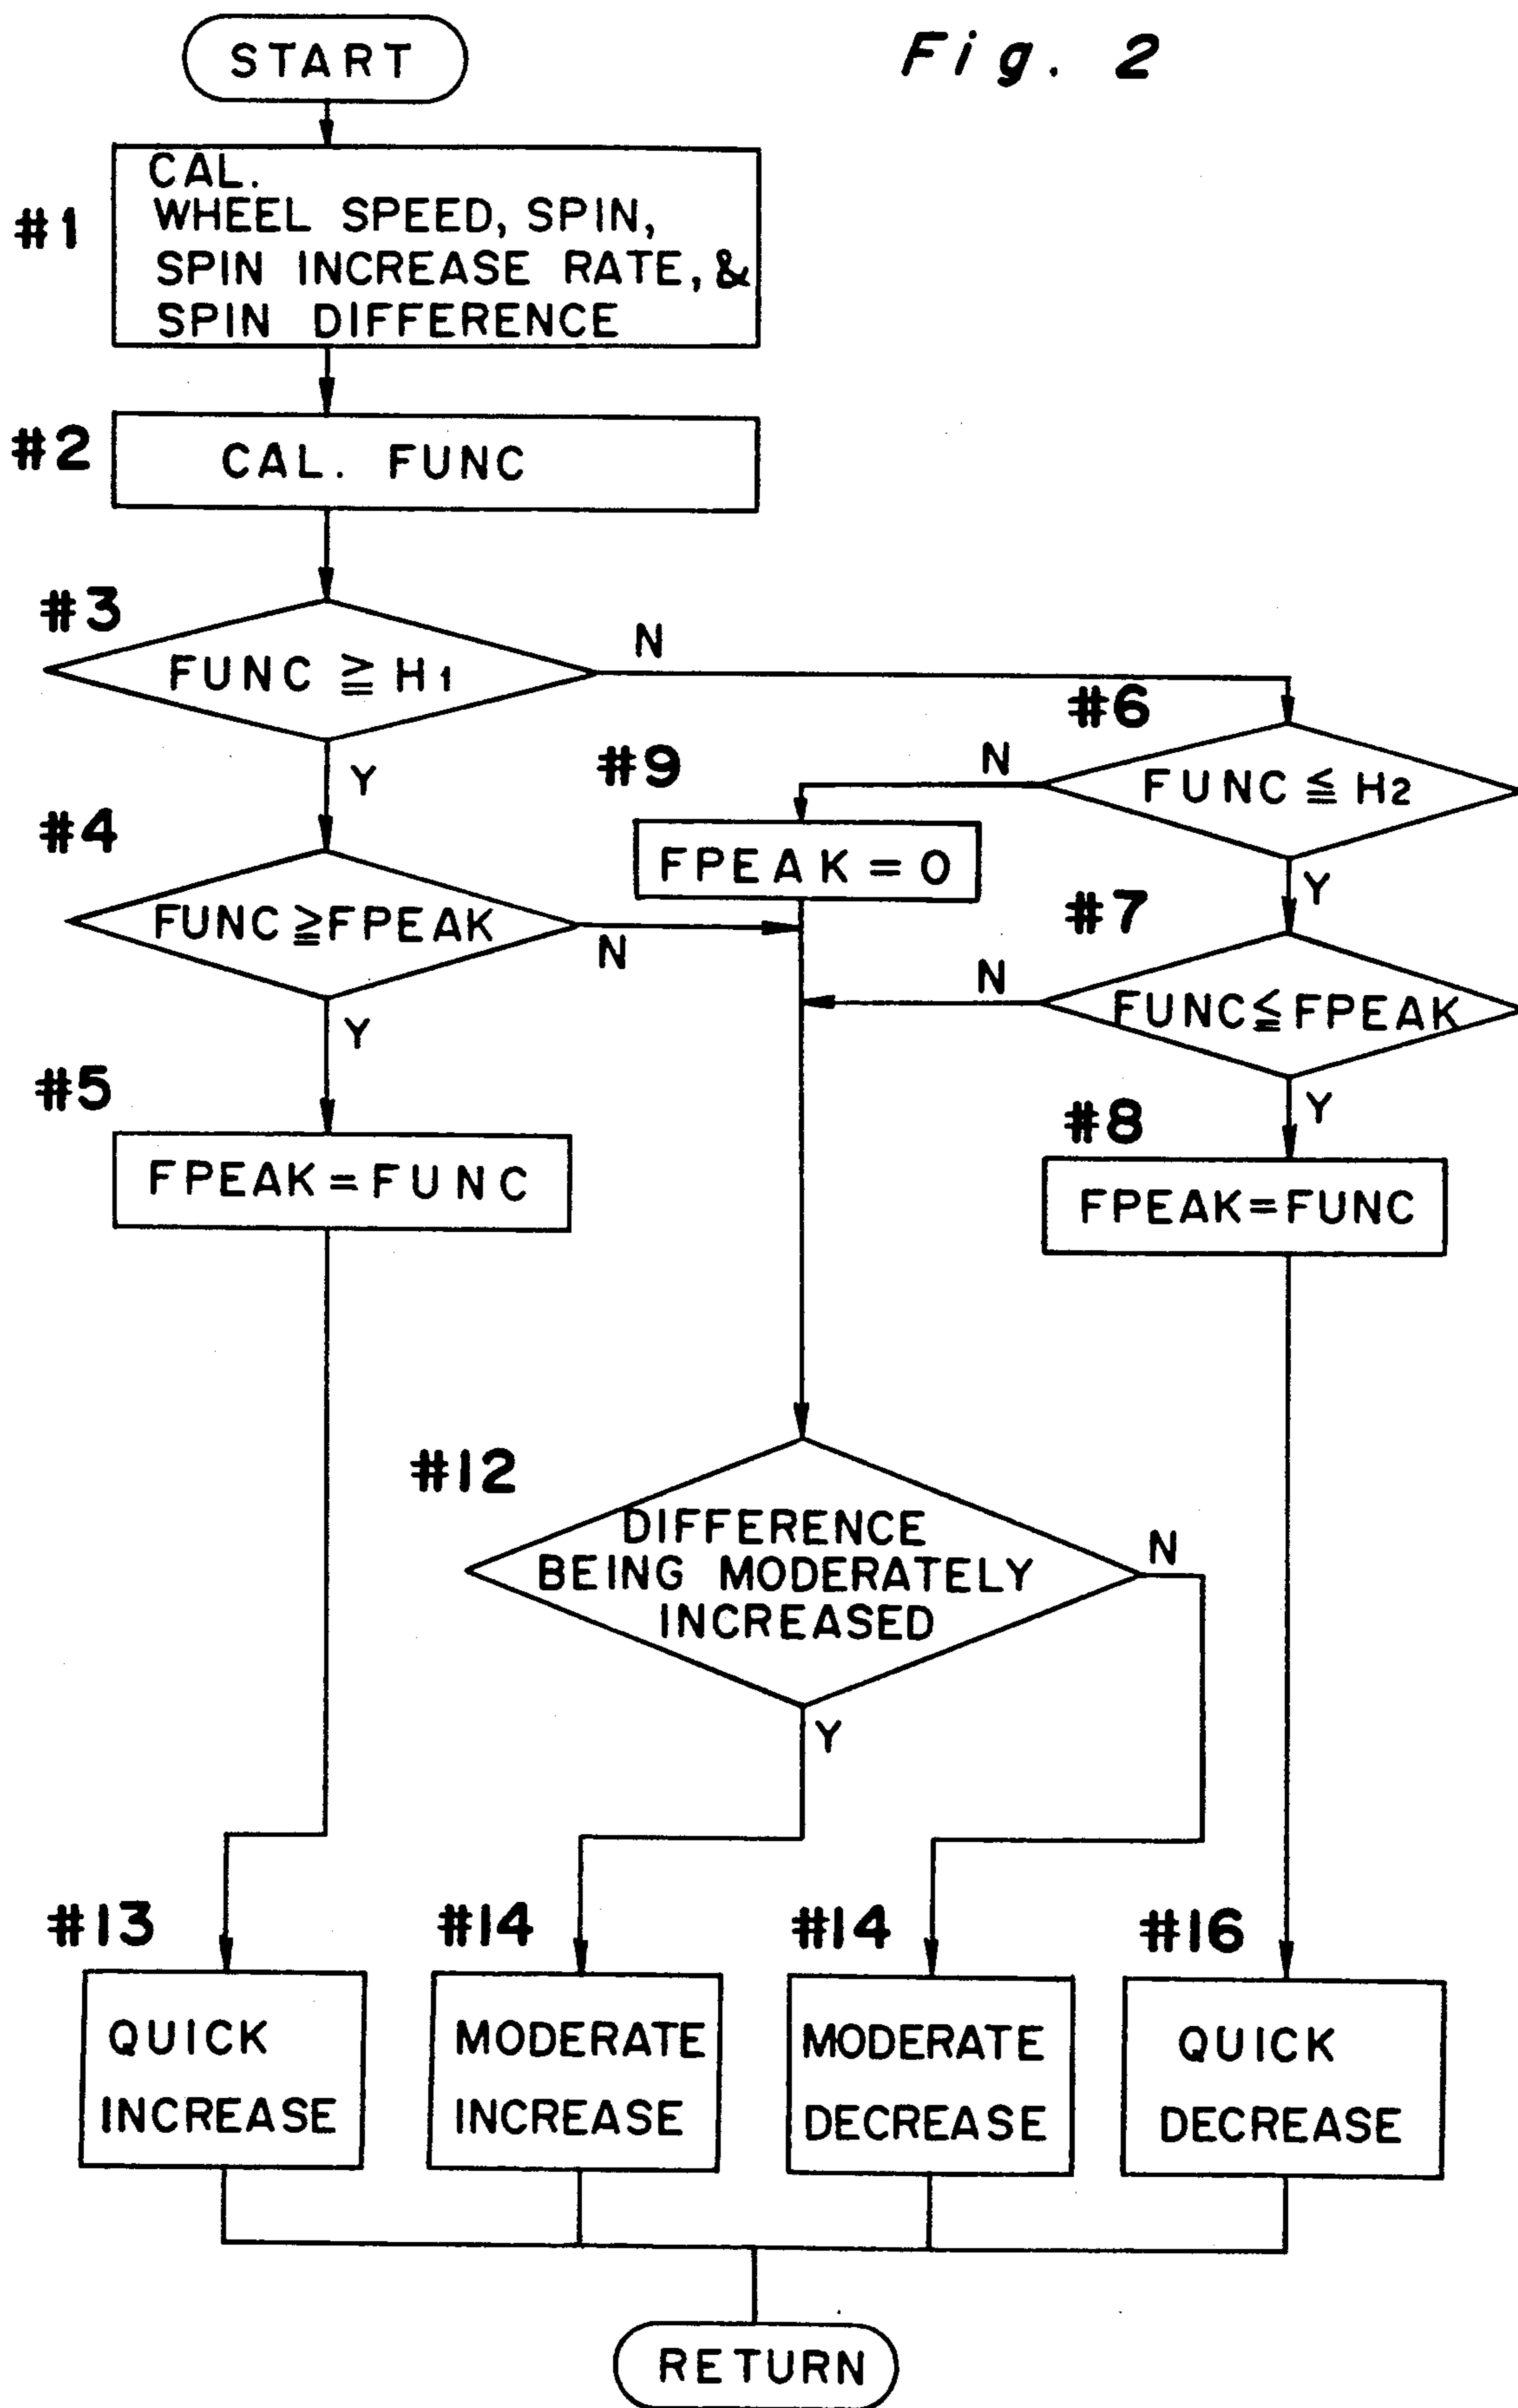 Fig. 2
START
#1
CAL.
WHEEL SPEED, SPIN,
SPIN INCREASE RATE, &
SPIN DIFFERENCE
#2
CAL. FUNC
#3
FUNC ≧ H1
N
Y
#6
FUNC ≦ H2
N
Y
#9
FPEAK = 0
#4
FUNC ≧ FPEAK
N
Y
#7
FUNC ≦ FPEAK
N
Y
#5
FPEAK = FUNC
#8
FPEAK = FUNC
#12
DIFFERENCE
BEING MODERATELY
INCREASED
N
Y
#13
QUICK
INCREASE
#14
MODERATE
INCREASE
#14
MODERATE
DECREASE
#16
QUICK
DECREASE
RETURN